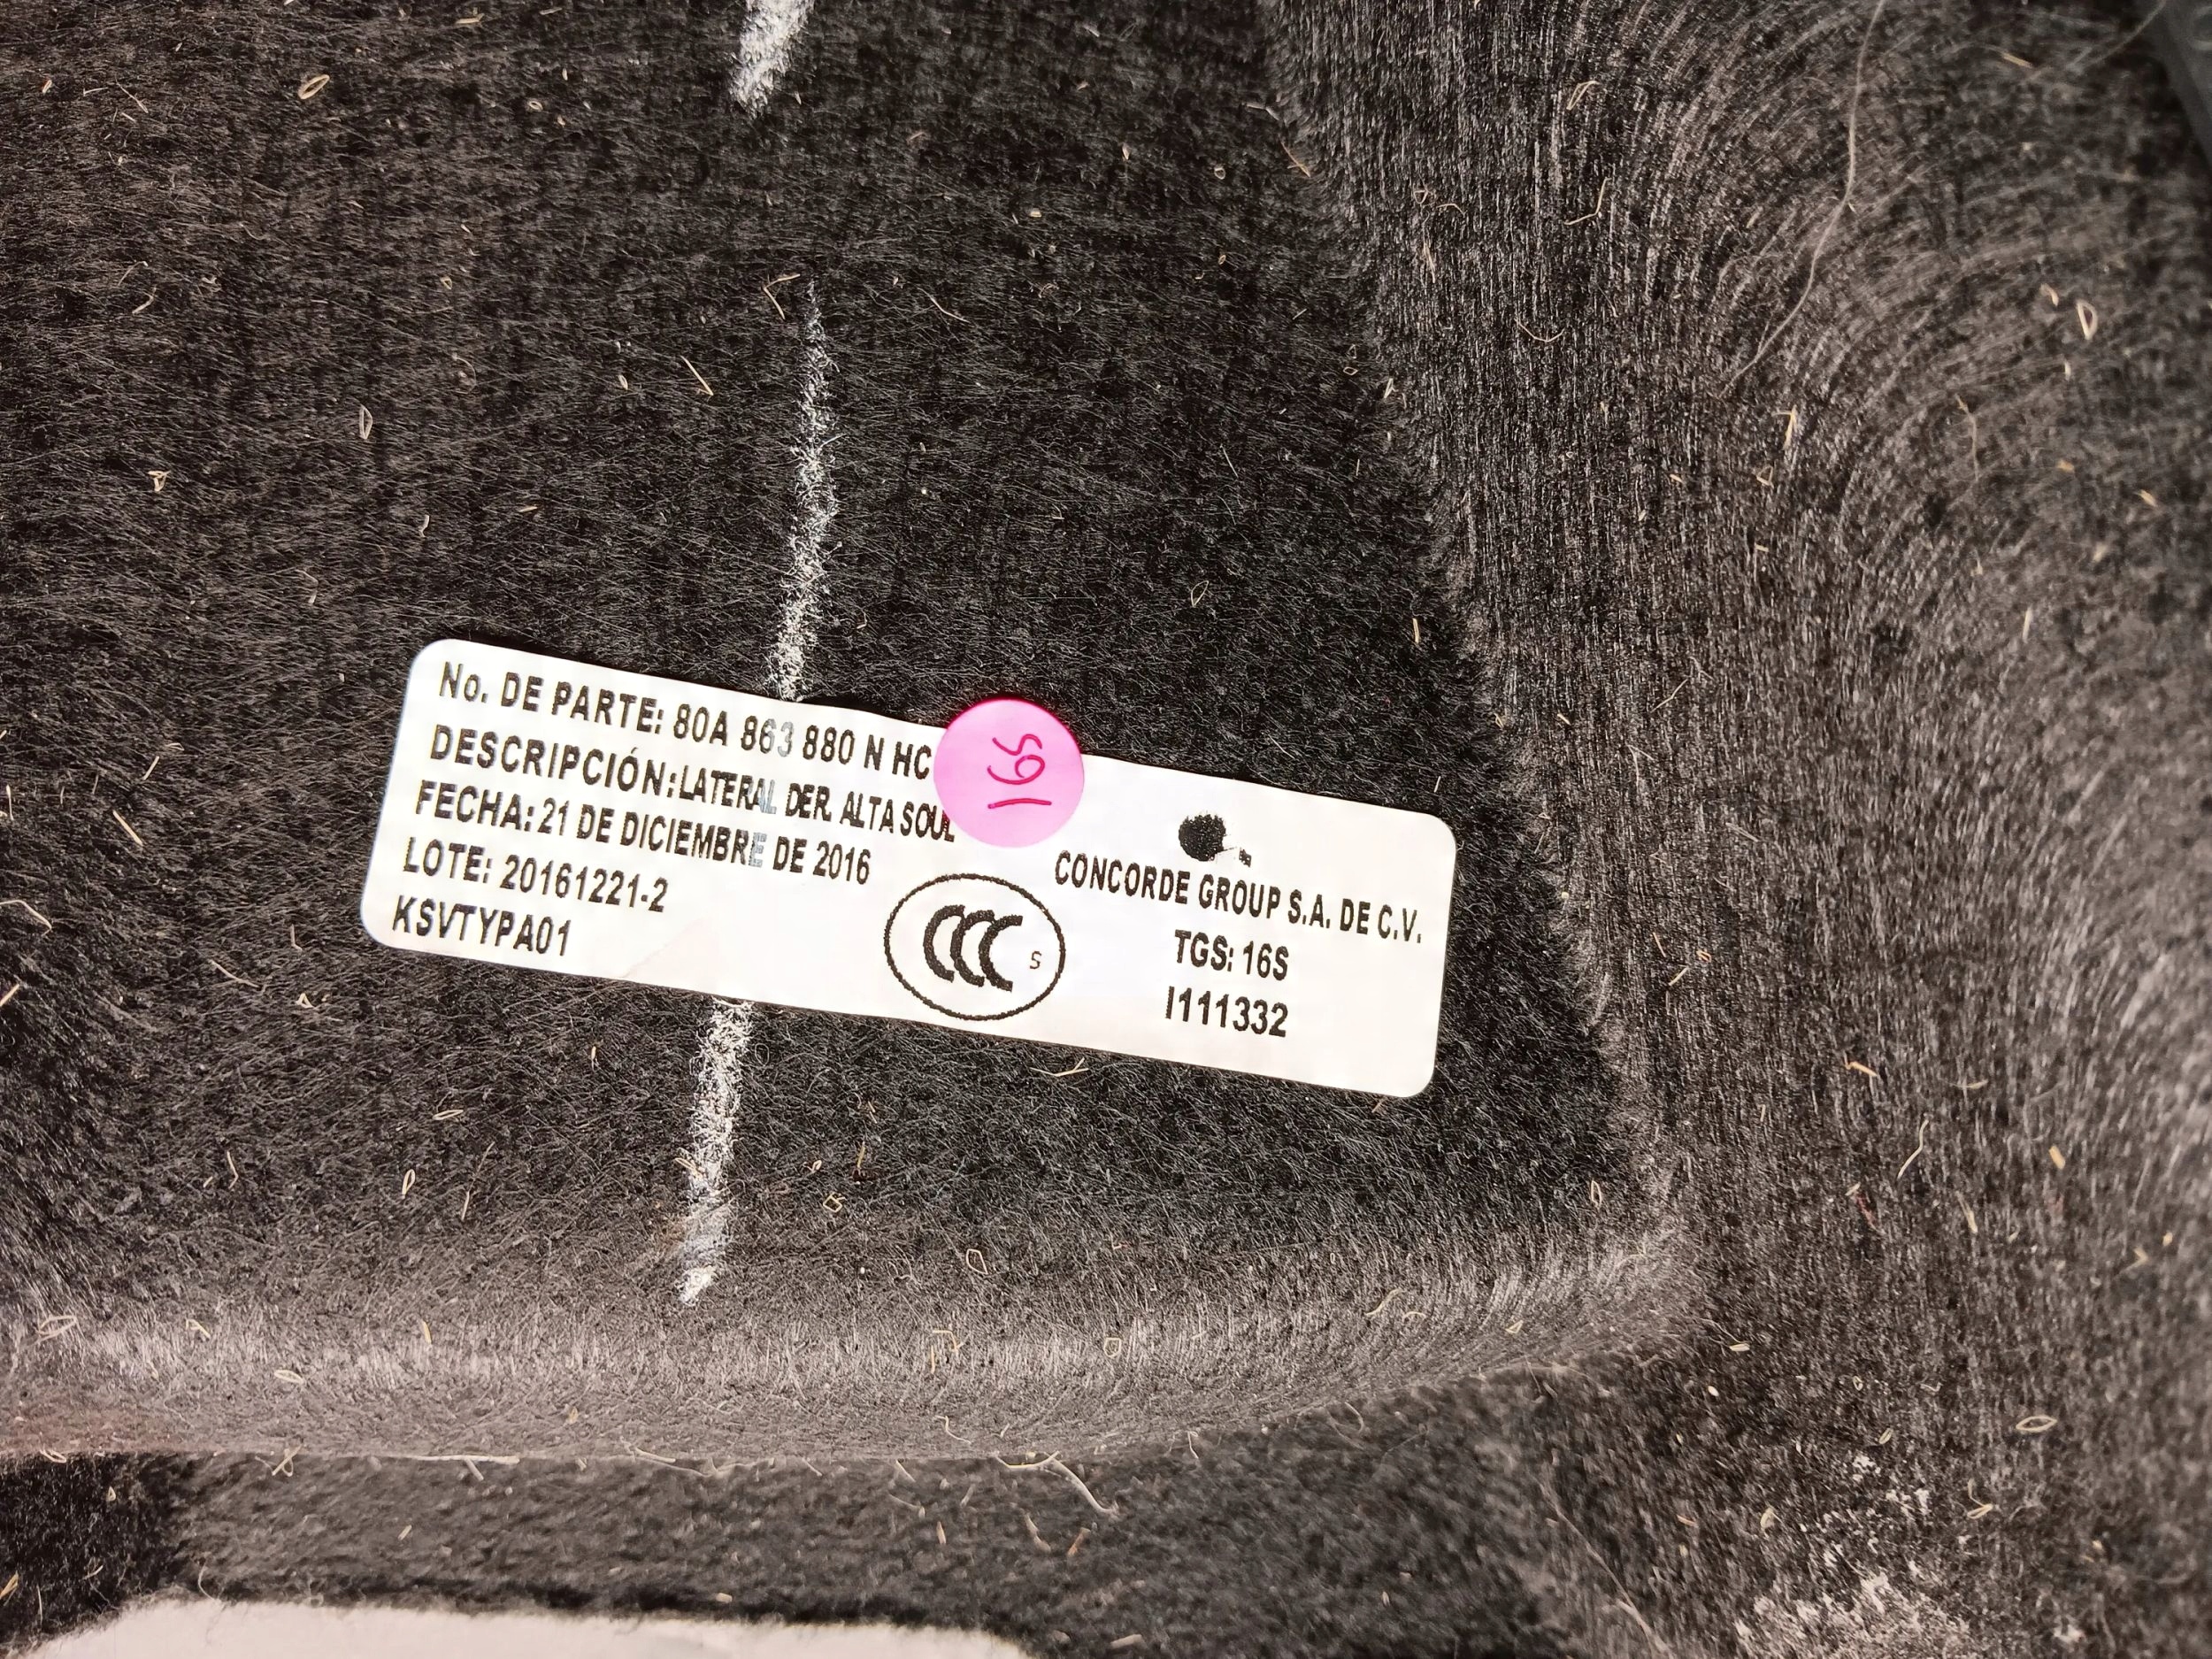 No. DE PARTE: 80A 863 880 N HC
DESCRIPCIÓN: LATERAL DER. ALTA SOUL
FECHA: 21 DE DICIEMBRE DE 2016
LOTE: 20161221-2
KSVTYPA01
165
CCC S
CONCORDE GROUP S.A. DE C.V.
TGS: 16S
I111332